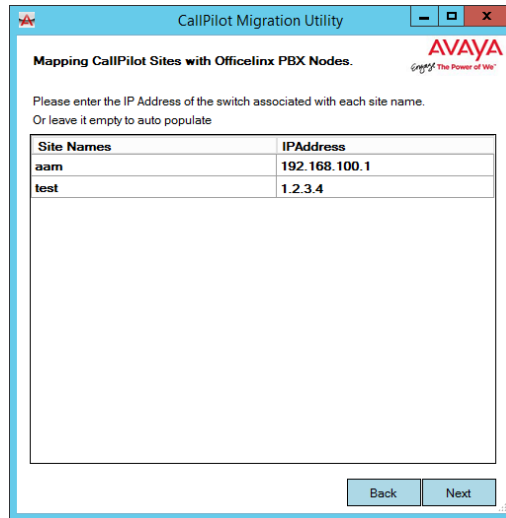 CallPilot Migration Utility
x
AVAYA
Engage The Power of We™
Mapping CallPilot Sites with Officelinx PBX Nodes.
Please enter the IP Address of the switch associated with each site name.
Or leave it empty to auto populate
Site Names IPAddress
aam 192.168.100.1
test 1.2.3.4
Back Next